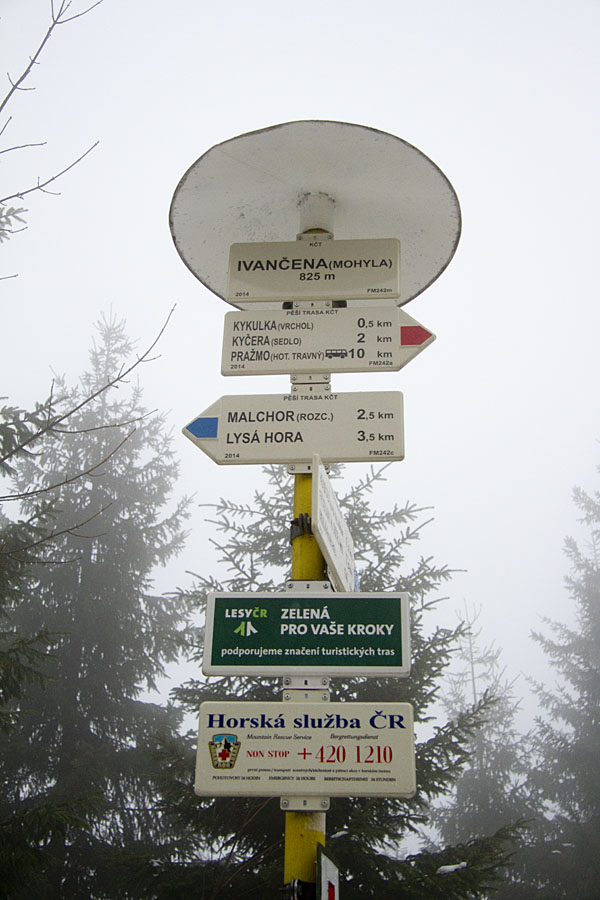 KČT
IVANČENA (MOHYLA)
825 m
2014 FM242m
PĚŠÍ TRASA KČT
KYKULKA (VRCHOL) 0,5 km
KYČERA (SEDLO) 2 km
PRAŽMO (HOT. TRAVNÝ) 10 km
2014 FM242a
PĚŠÍ TRASA KČT
MALCHOR (ROZC.) 2,5 km
LYSÁ HORA 3,5 km
2014 FM242c
LESYČR ZELENÁ
PRO VAŠE KROKY
podporujeme značení turistických tras
Horská služba ČR
Mountain Rescue Service Bergrettungsdienst
NON STOP +420 1210
POHOTOVOST 24 HODIN EMERGENCY 24 HOURS